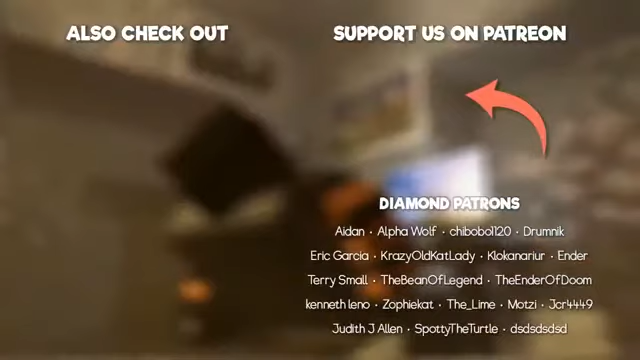 ALSO CHECK OUT
SUPPORT US ON PATREON
DIAMOND PATRONS
Aidan · Alpha Wolf · chibobo1120 · Drumnik
Eric Garcia · KrazyOldKatLady · Klokanariur · Ender
Terry Small · TheBeanOfLegend · TheEnderOfDoom
kenneth leno · Zophiekat · The_Lime · Motzi · Jcr4449
Judith J Allen · SpottyTheTurtle · dsdsdsdsd